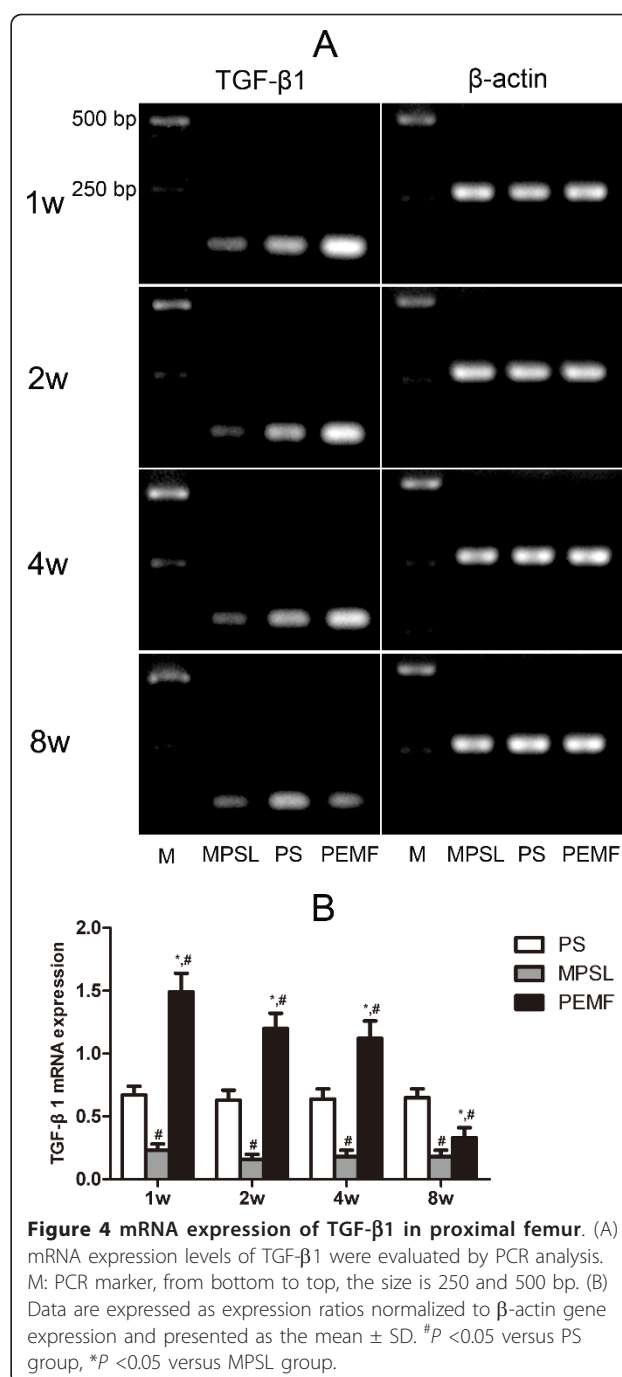 A
TGF-β1 β-actin
500 bp
250 bp
1w
2w
4w
8w
M MPSL PS PEMF M MPSL PS PEMF
B
TGF-β 1 mRNA expression
2.0
1.5
1.0
0.5
0.0
*,# *,# *,# *,#
# # # #
1w 2w 4w 8w
PS
MPSL
PEMF
Figure 4 mRNA expression of TGF-β1 in proximal femur. (A)
mRNA expression levels of TGF-β1 were evaluated by PCR analysis.
M: PCR marker, from bottom to top, the size is 250 and 500 bp. (B)
Data are expressed as expression ratios normalized to β-actin gene
expression and presented as the mean ± SD. #P <0.05 versus PS
group, *P <0.05 versus MPSL group.